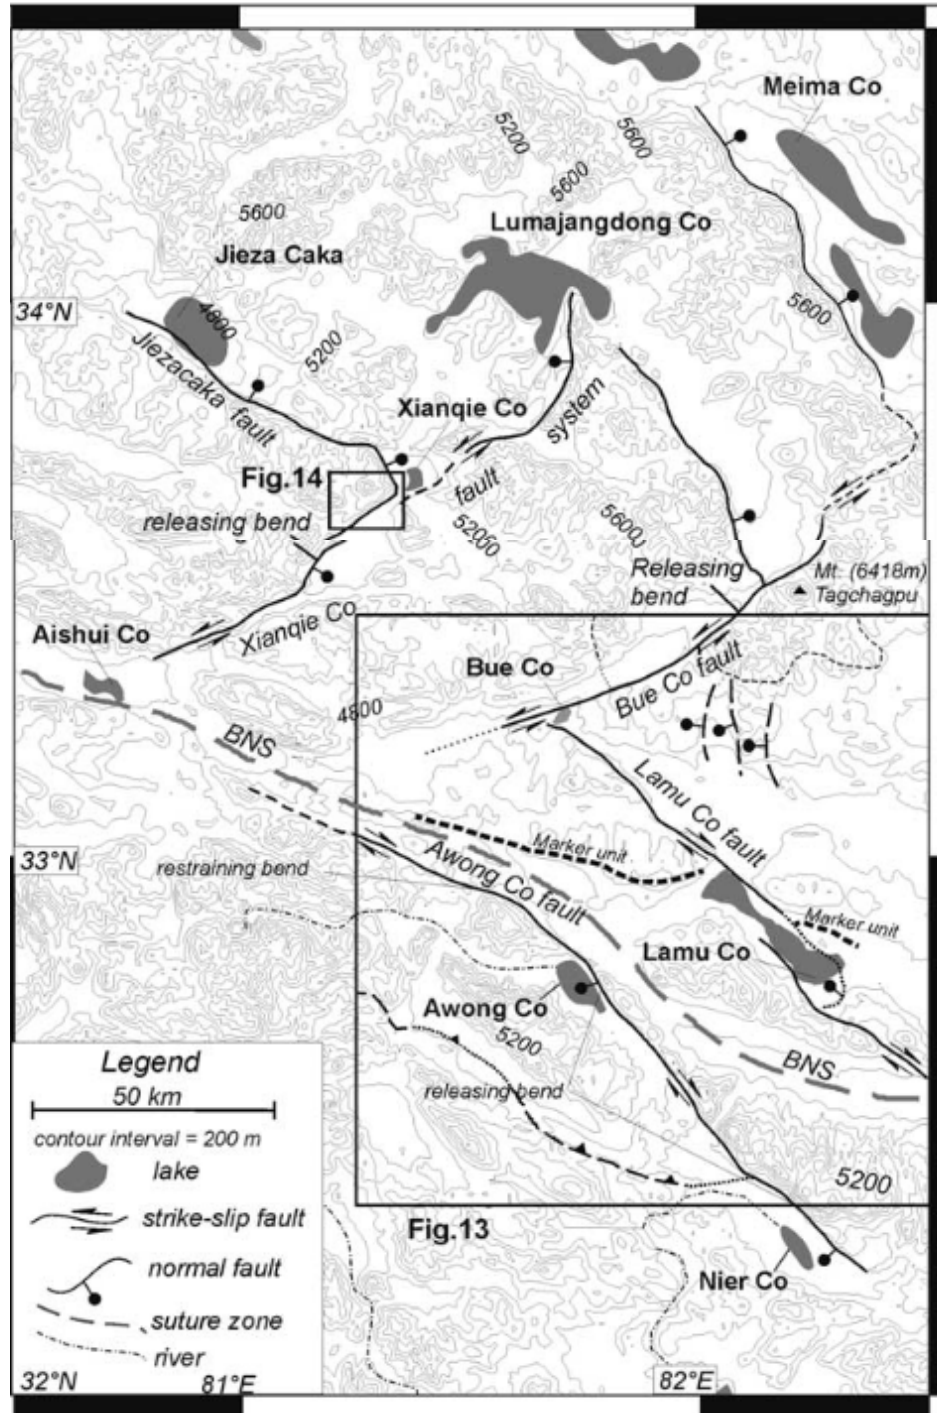 Meima Co
5200
5600
5600
5600
Lumajangdong Co
Jieza Caka
34°N
4800
5600
5200
Jiezacaka fault
Xianqie Co
system
fault
Fig.14
releasing bend
5200
5600
Releasing
bend
Mt. (6418m)
Tagchagpu
Xianqie Co
Aishui Co
Bue Co
Bue Co fault
4800
BNS
Lamu Co fault
33°N
restraining bend
Marker unit
Awong Co fault
Marker unit
Lamu Co
Awong Co
5200
BNS
releasing bend
5200
Fig.13
Nier Co
Legend
50 km
contour interval = 200 m
lake
strike-slip fault
normal fault
suture zone
river
32°N
81°E
82°E